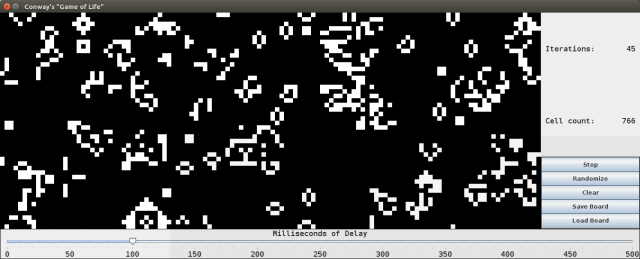 Conway's "Game of Life"
Iterations: 45
Cell count: 766
Stop
Randomize
Clear
Save Board
Load Board
Milliseconds of Delay
0 50 100 150 200 250 300 350 400 450 500